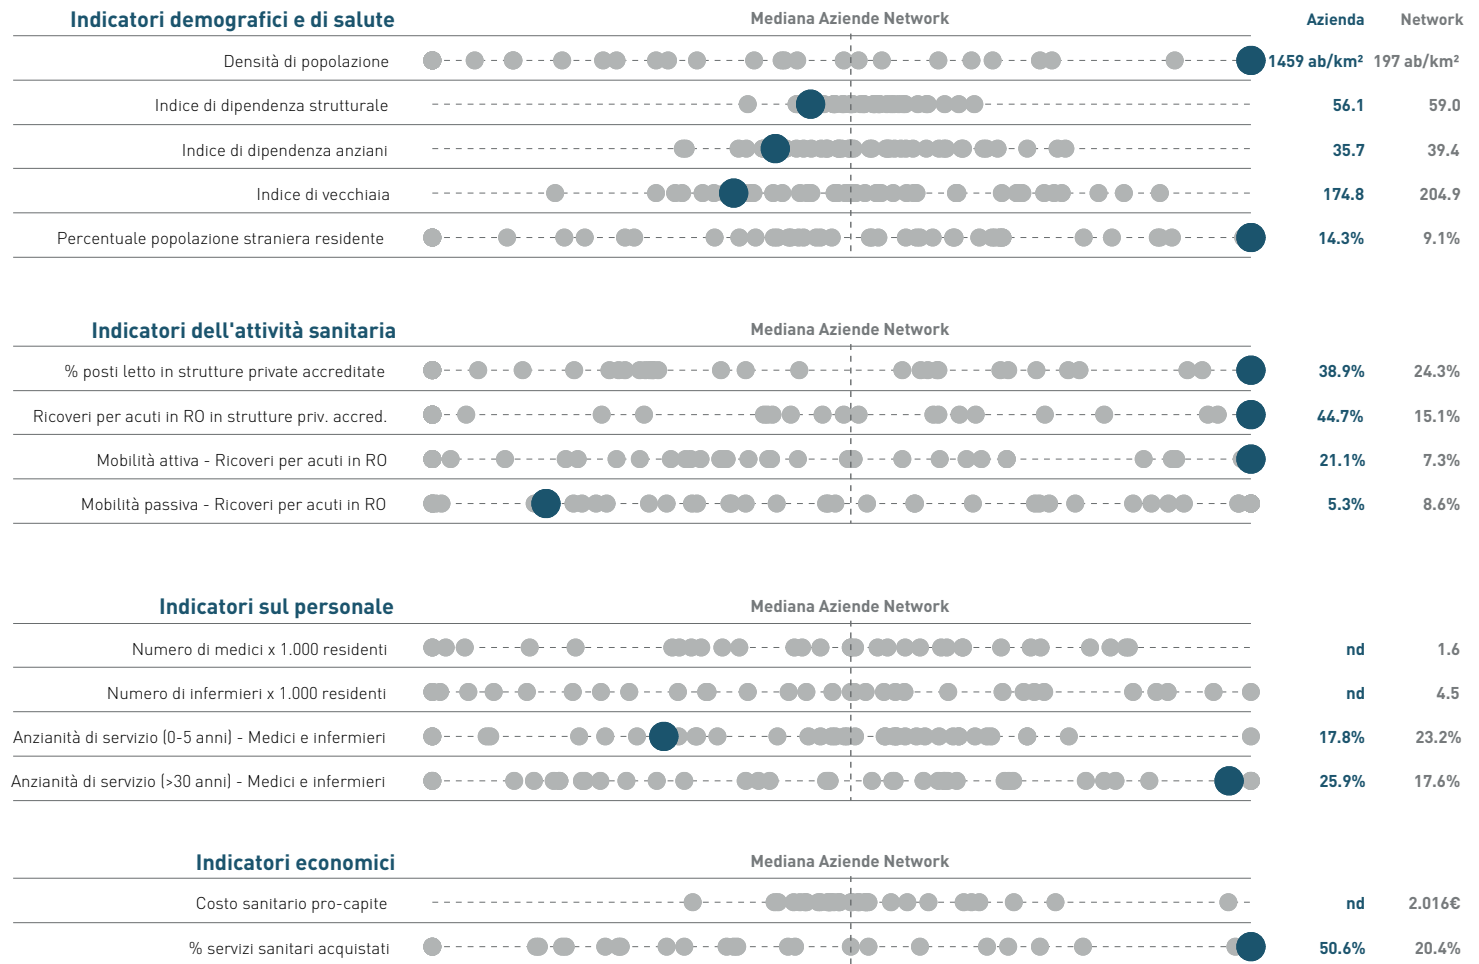 Indicatori demografici e di salute Mediana Aziende Network Azienda Network
Densità di popolazione 1459 ab/km² 197 ab/km²
Indice di dipendenza strutturale 56.1 59.0
Indice di dipendenza anziani 35.7 39.4
Indice di vecchiaia 174.8 204.9
Percentuale popolazione straniera residente 14.3% 9.1%
Indicatori dell'attività sanitaria Mediana Aziende Network
% posti letto in strutture private accreditate 38.9% 24.3%
Ricoveri per acuti in RO in strutture priv. accred. 44.7% 15.1%
Mobilità attiva - Ricoveri per acuti in RO 21.1% 7.3%
Mobilità passiva - Ricoveri per acuti in RO 5.3% 8.6%
Indicatori sul personale Mediana Aziende Network
Numero di medici x 1.000 residenti nd 1.6
Numero di infermieri x 1.000 residenti nd 4.5
Anzianità di servizio (0-5 anni) - Medici e infermieri 17.8% 23.2%
Anzianità di servizio (>30 anni) - Medici e infermieri 25.9% 17.6%
Indicatori economici Mediana Aziende Network
Costo sanitario pro-capite nd 2.016€
% servizi sanitari acquistati 50.6% 20.4%